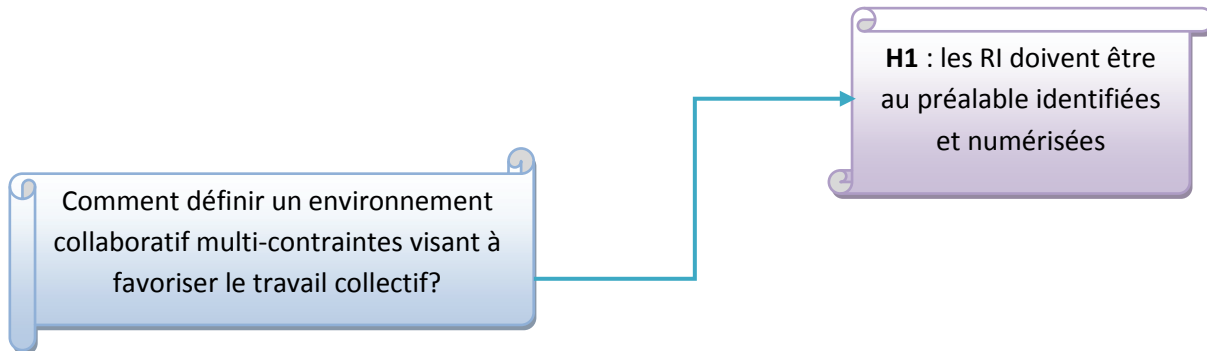 H1 : les RI doivent être
au préalable identifiées
et numérisées
Comment définir un environnement
collaboratif multi-contraintes visant à
favoriser le travail collectif?